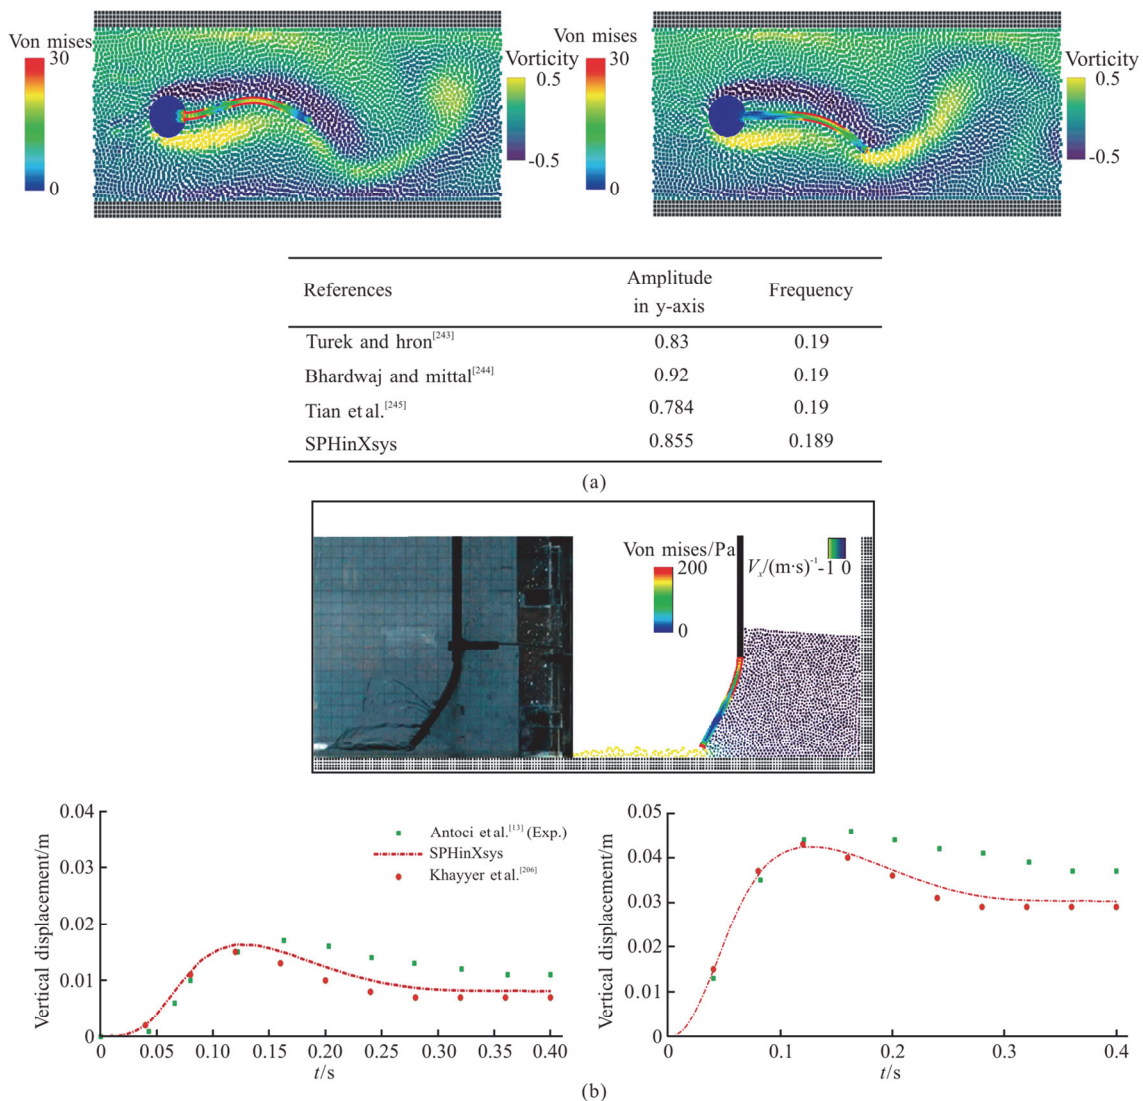 Von mises
30
0
Vorticity
0.5
-0.5
Von mises
60
0
Vorticity
0.5
-0.5
References Amplitude in y-axis Frequency
Turek and hron[243] 0.83 0.19
Bhardwaj and mittal[244] 0.92 0.19
Tian et al.[245] 0.784 0.19
SPHinXsys 0.855 0.189
(a)
Von mises/Pa
200
0
Vx/(m·s)-1 -1 0
0.04
0.03
0.02
0.01
0
Vertical displacement/m
Antoci et al.[13] (Exp.)
SPHinXsys
Khayyer et al.[206]
0 0.05 0.10 0.15 0.20 0.25 0.30 0.35 0.40
t/s
0.05
0.04
0.03
0.02
0.01
0
Vertical displacement/m
0 0.1 0.2 0.3 0.4
t/s
(b)